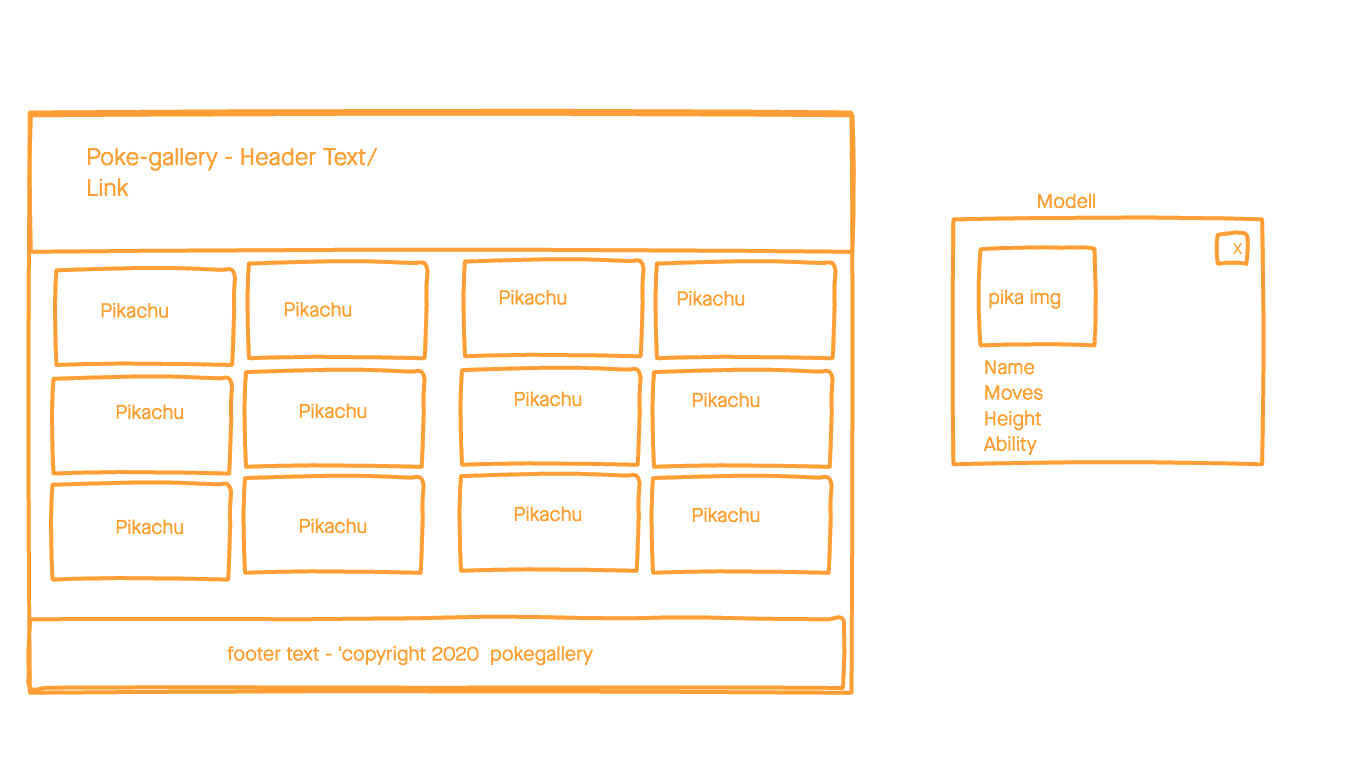 Poke-gallery - Header Text/
Link
Pikachu
Pikachu
Pikachu
Pikachu
Pikachu
Pikachu
Pikachu
Pikachu
Pikachu
Pikachu
Pikachu
Pikachu
footer text - 'copyright 2020 pokegallery
Modell
x
pika img
Name
Moves
Height
Ability